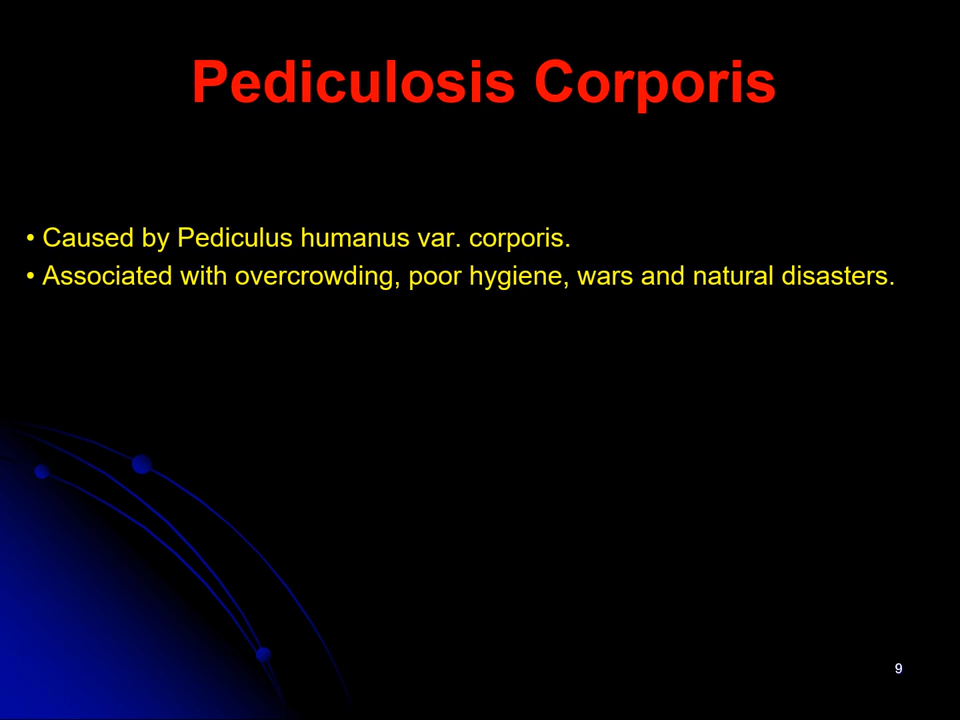 Pediculosis Corporis
• Caused by Pediculus humanus var. corporis.
• Associated with overcrowding, poor hygiene, wars and natural disasters.
9